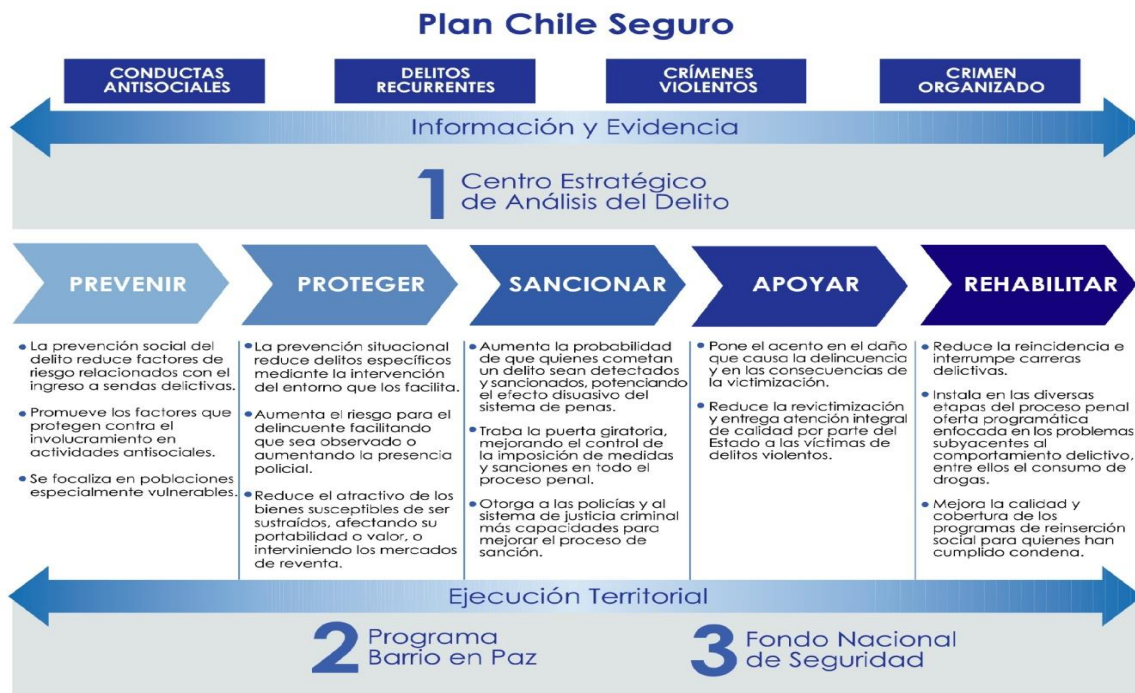 Plan Chile Seguro
CONDUCTAS
ANTISOCIALES
DELITOS
RECURRENTES
CRÍMENES
VIOLENTOS
CRIMEN
ORGANIZADO
Información y Evidencia
1 Centro Estratégico
de Análisis del Delito
PREVENIR
• La prevención social del
delito reduce factores de
riesgo relacionados con el
ingreso a sendas delictivas.
• Promueve los factores que
protegen contra el
involucramiento en
actividades antisociales.
• Se focaliza en poblaciones
especialmente vulnerables.
PROTEGER
• La prevención situacional
reduce delitos específicos
mediante la intervención
del entorno que los facilita.
• Aumenta el riesgo para el
delincuente facilitando
que sea observado o
aumentando la presencia
policial.
• Reduce el atractivo de los
bienes susceptibles de ser
sustraídos, afectando su
portabilidad o valor, o
interviniendo los mercados
de reventa.
SANCIONAR
• Aumenta la probabilidad
de que quienes cometan
un delito sean detectados
y sancionados, potenciando
el efecto disuasivo del
sistema de penas.
• Traba la puerta giratoria,
mejorando el control de
la imposición de medidas
y sanciones en todo el
proceso penal.
• Otorga a las policías y al
sistema de justicia criminal
más capacidades para
mejorar el proceso de
sanción.
APOYAR
• Pone el acento en el daño
que causa la delincuencia
y en las consecuencias de
la victimización.
• Reduce la revictimización
y entrega atención integral
de calidad por parte del
Estado a las víctimas de
delitos violentos.
REHABILITAR
• Reduce la reincidencia e
interrumpe carreras
delictivas.
• Instala en las diversas
etapas del proceso penal
oferta programática
enfocada en los problemas
subyacentes al
comportamiento delictivo,
entre ellos el consumo de
drogas.
• Mejora la calidad y
cobertura de los
programas de reinserción
social para quienes han
cumplido condena.
Ejecución Territorial
2 Programa
Barrio en Paz
3 Fondo Nacional
de Seguridad